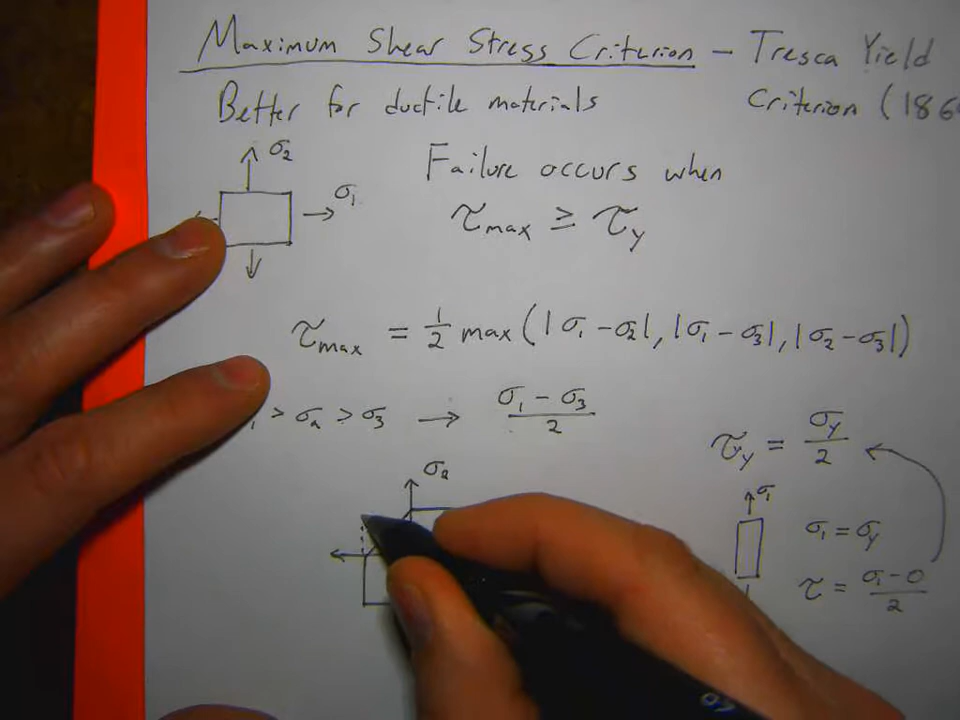 Maximum Shear Stress Criterion - Tresca Yield
Better for ductile materials
Criterion (186
σ₂
σ₁
Failure occurs when
τmax ≥ τy
τmax = 1/2 max (|σ₁ - σ₂|, |σ₁ - σ₃|, |σ₂ - σ₃|)
> σ₂ > σ₃ → (σ₁ - σ₃)/2
τy = σy/2
σ₂
σ₁
σ₁ = σy
τ = (σ₁ - 0)/2